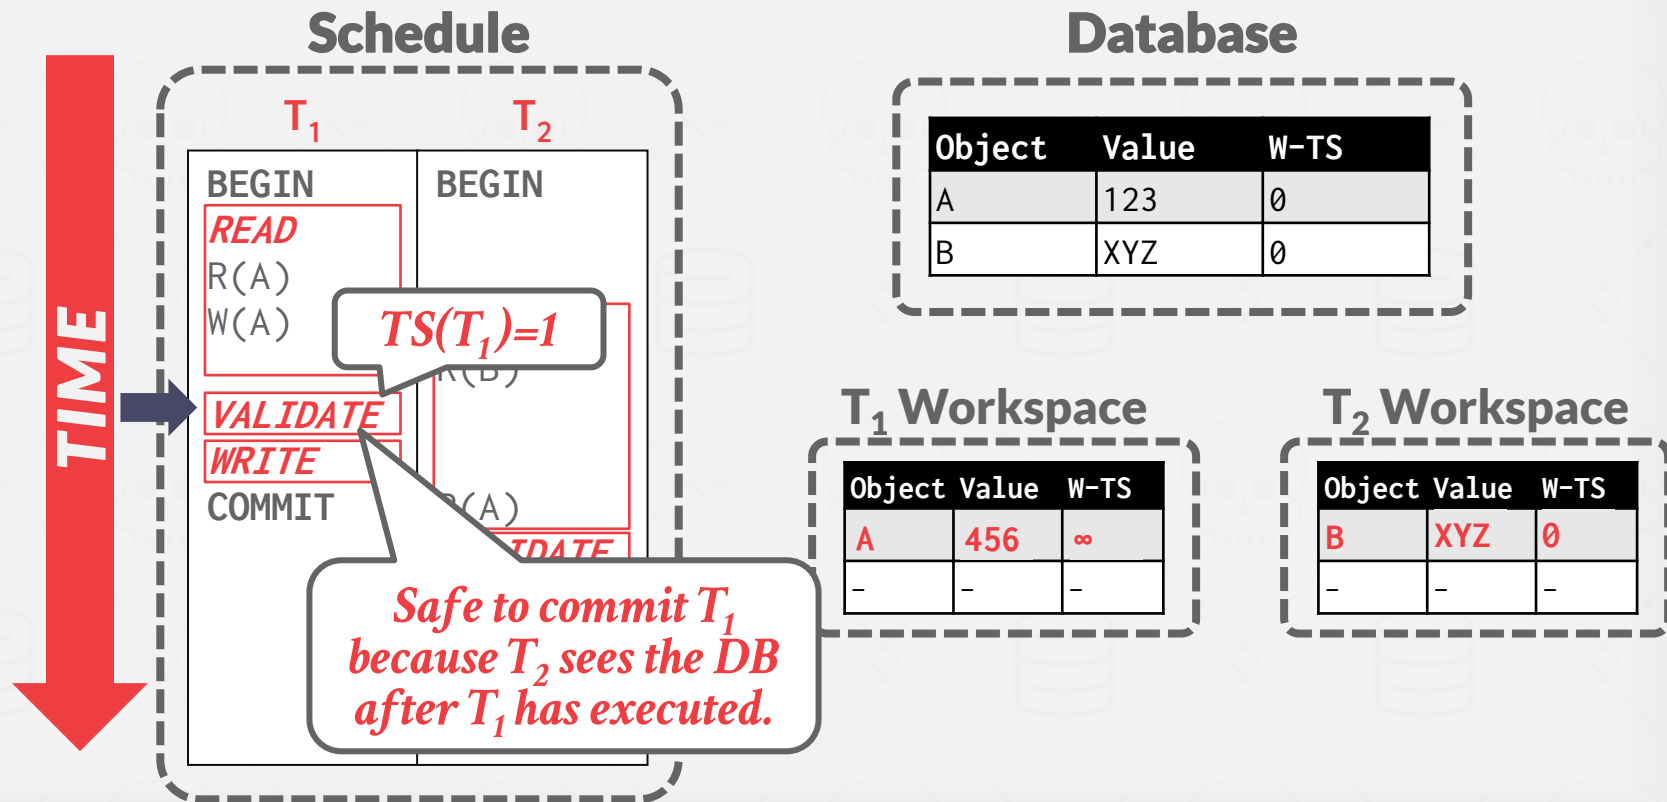 Schedule
Database
TIME
T1
T2
BEGIN
BEGIN
READ
R(A)
W(A)
TS(T1)=1
R(B)
VALIDATE
WRITE
COMMIT
(A)
IDATE
Safe to commit T1
because T2 sees the DB
after T1 has executed.
Object Value W-TS
A 123 0
B XYZ 0
T1 Workspace
Object Value W-TS
A 456 ∞
- - -
T2 Workspace
Object Value W-TS
B XYZ 0
- - -